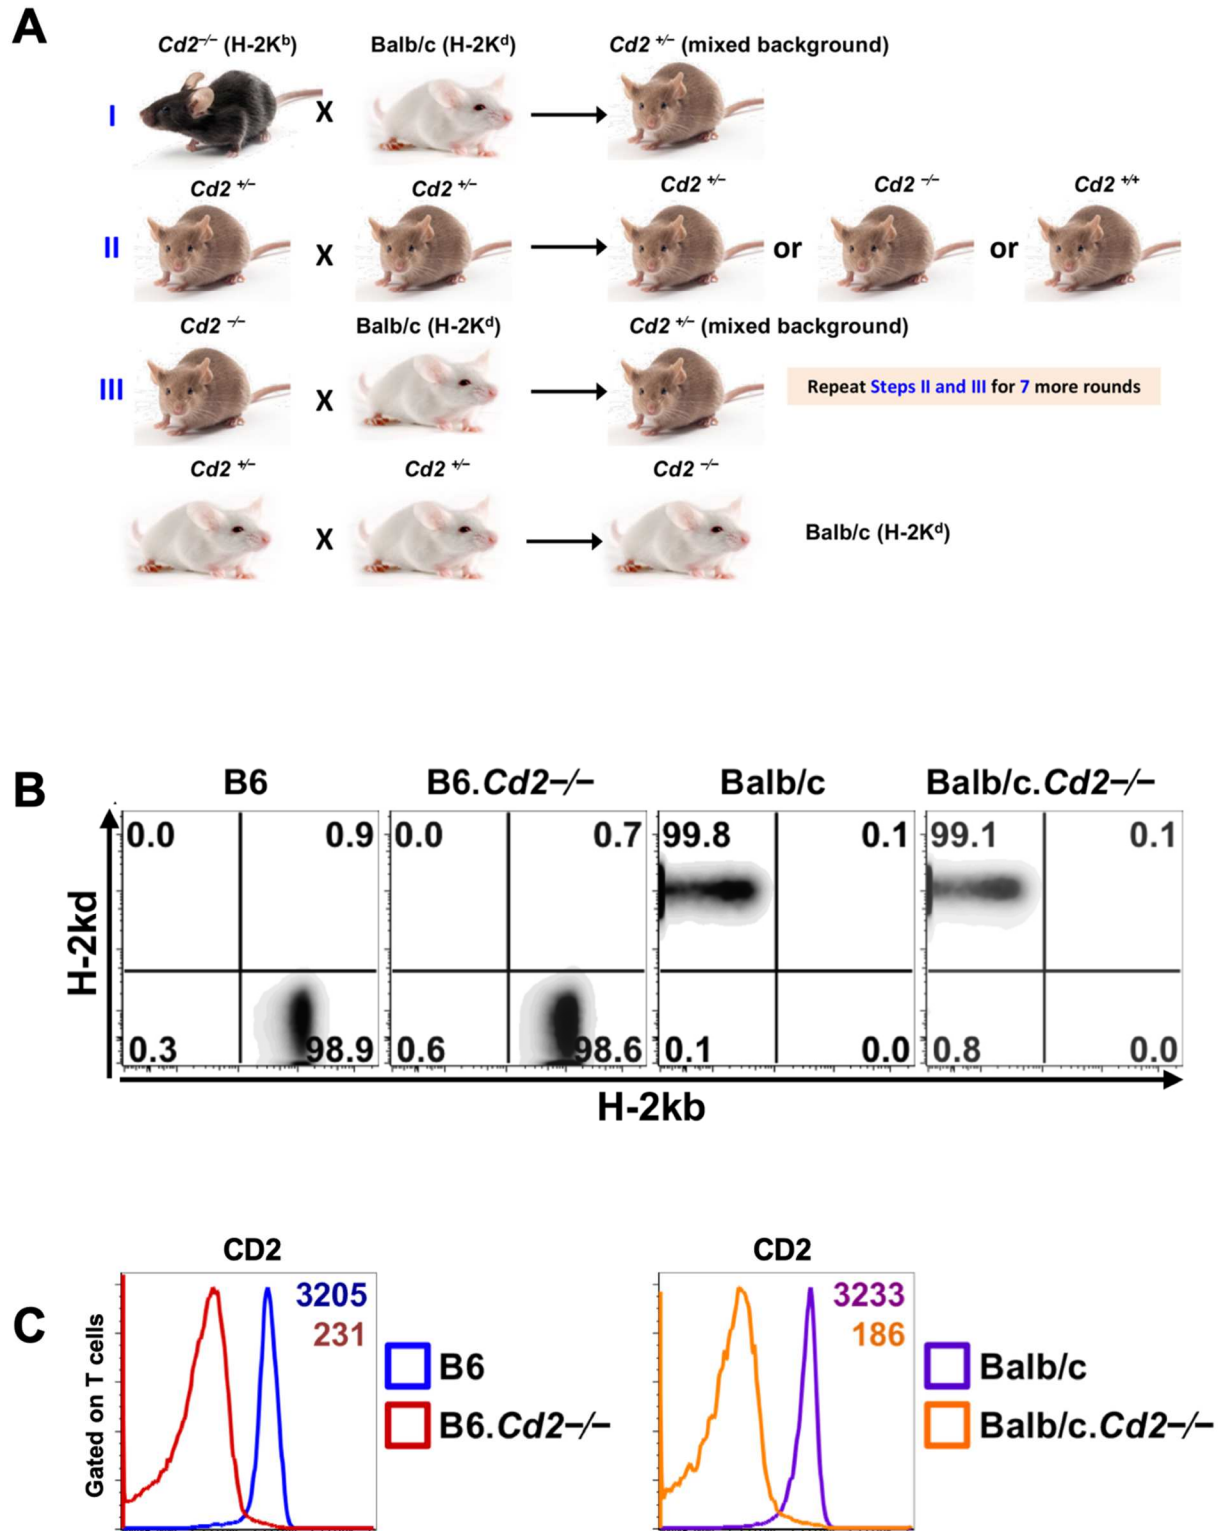 A
Cd2⁻/⁻ (H-2Kᵇ) Balb/c (H-2Kᵈ) Cd2 ⁺/⁻ (mixed background)
I X
Cd2 ⁺/⁻ Cd2 ⁺/⁻ Cd2 ⁺/⁻ Cd2 ⁻/⁻ Cd2 ⁺/⁺
II X or or
Cd2 ⁻/⁻ Balb/c (H-2Kᵈ) Cd2 ⁺/⁻ (mixed background)
III X Repeat Steps II and III for 7 more rounds
Cd2 ⁺/⁻ Cd2 ⁺/⁻ Cd2 ⁻/⁻
X Balb/c (H-2Kᵈ)
B
B6 B6.Cd2−/− Balb/c Balb/c.Cd2−/−
0.0 0.9 0.0 0.7 99.8 0.1 99.1 0.1
H-2kd
0.3 98.9 0.6 98.6 0.1 0.0 0.8 0.0
H-2kb
C
CD2 CD2
3205 3233
231 186
Gated on T cells
B6 Balb/c
B6.Cd2−/− Balb/c.Cd2−/−